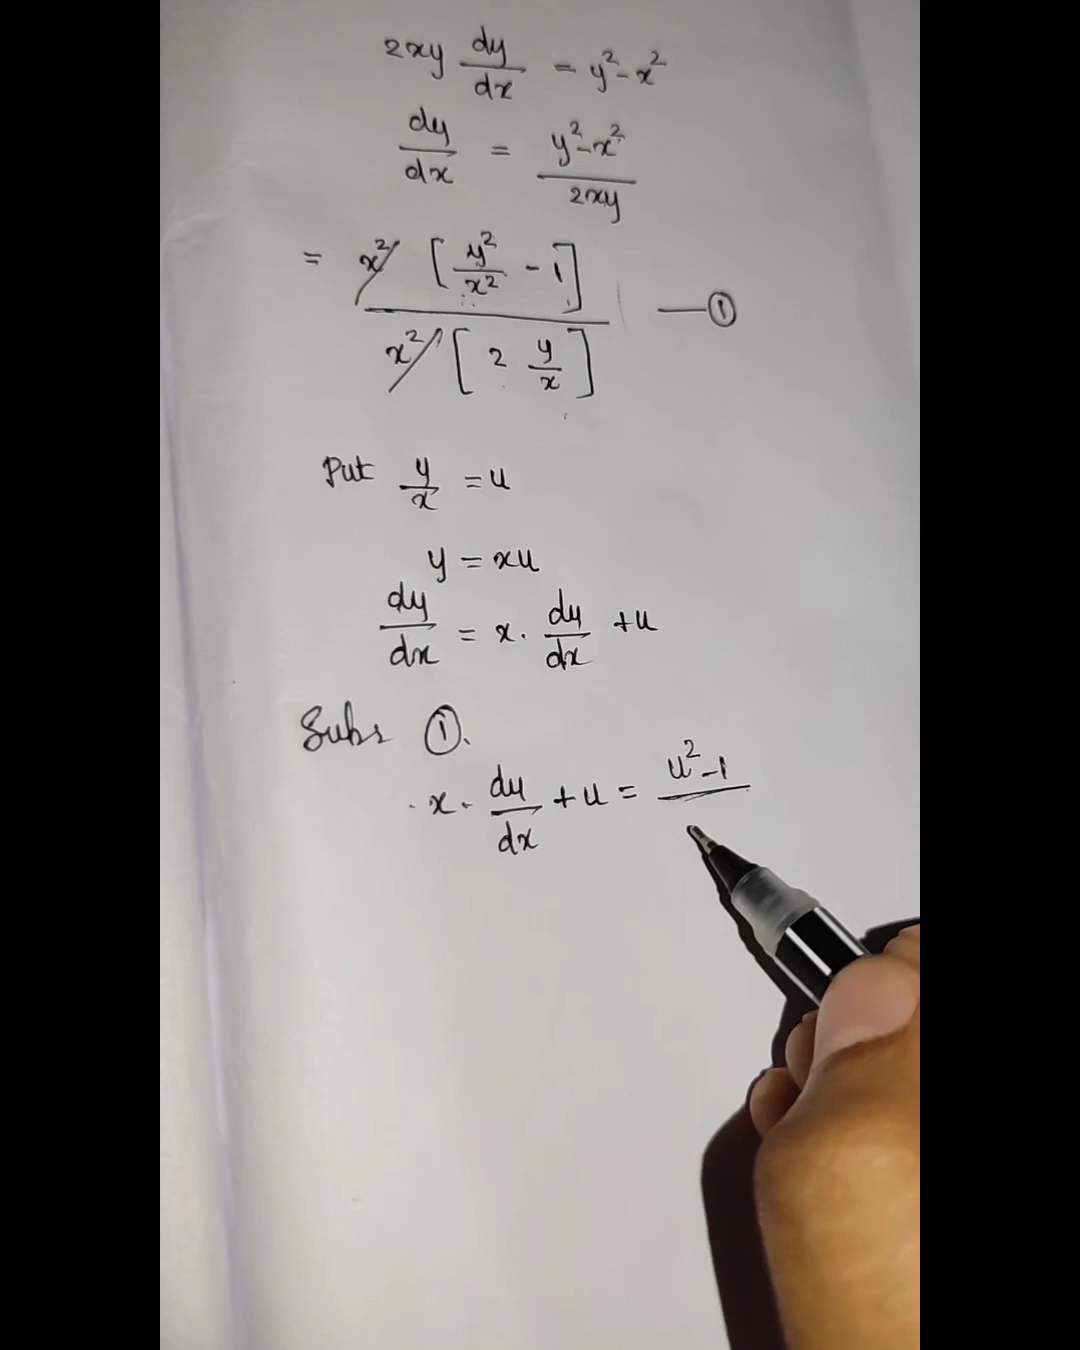 2xy dy/dx = y² - x²
dy/dx = y² - x² / 2xy
= x² [y²/x² - 1] / x² [2 y/x] —①
Put y/x = u
y = xu
dy/dx = x. du/dx + u
Subs ①.
x. du/dx + u = u² - 1 /